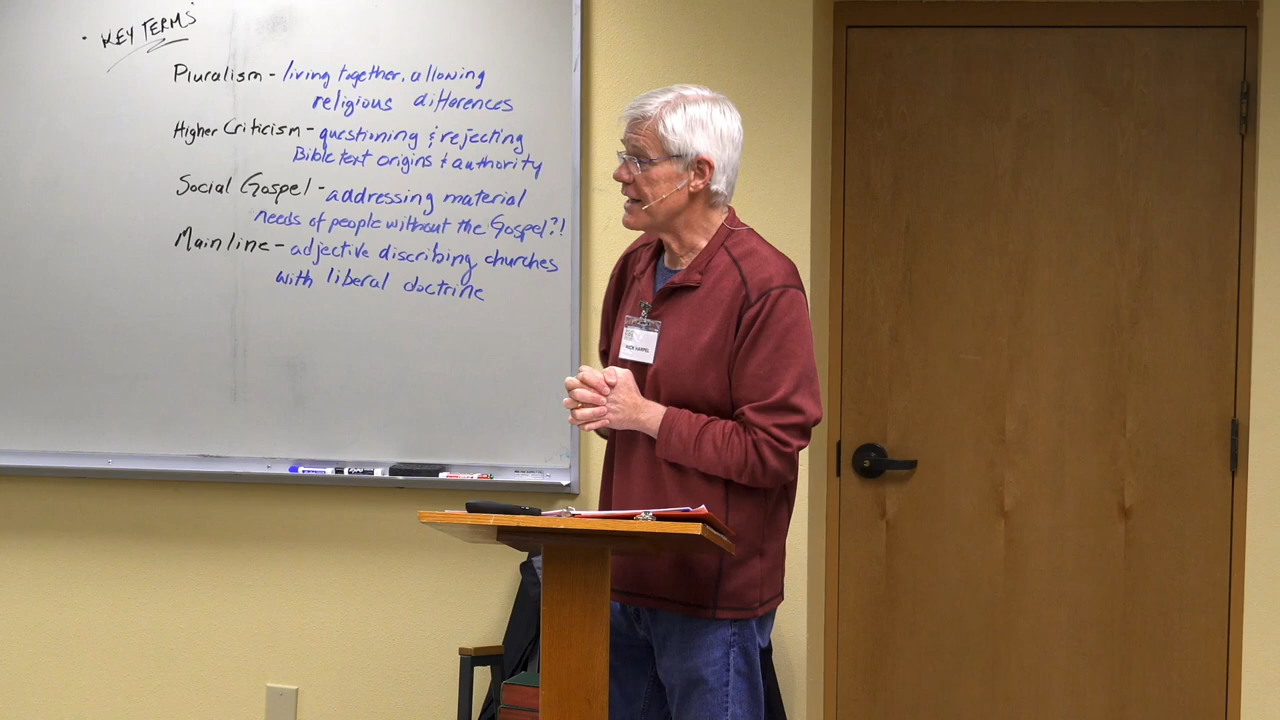 · KEY TERMS
Pluralism - living together, allowing
religious differences
Higher Criticism - questioning & rejecting
Bible text origins & authority
Social Gospel - addressing material
needs of people without the Gospel?!
Mainline - adjective discribing churches
with liberal doctrine
HARPEL